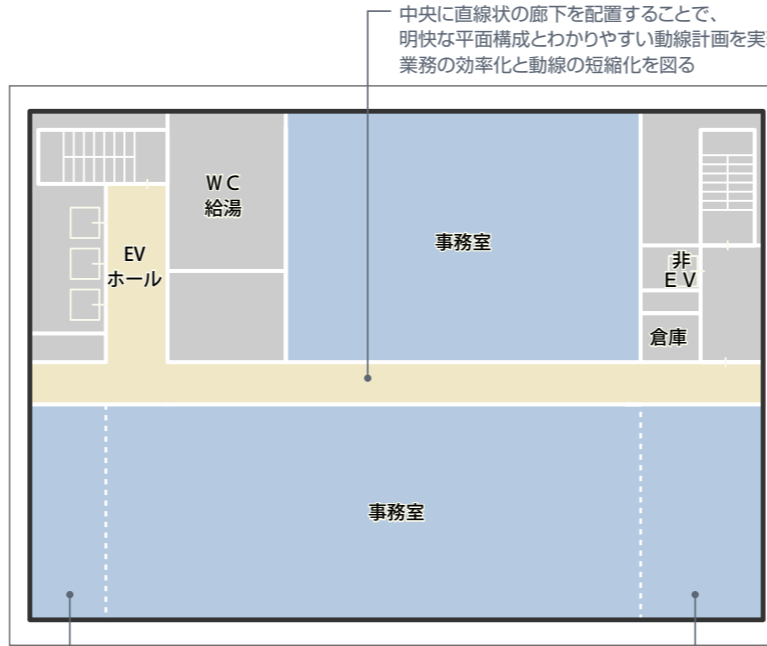 中央に直線状の廊下を配置することで、
明快な平面構成とわかりやすい動線計画を実
業務の効率化と動線の短縮化を図る
WC
給湯
EV
ホール
事務室
非
EV
倉庫
事務室